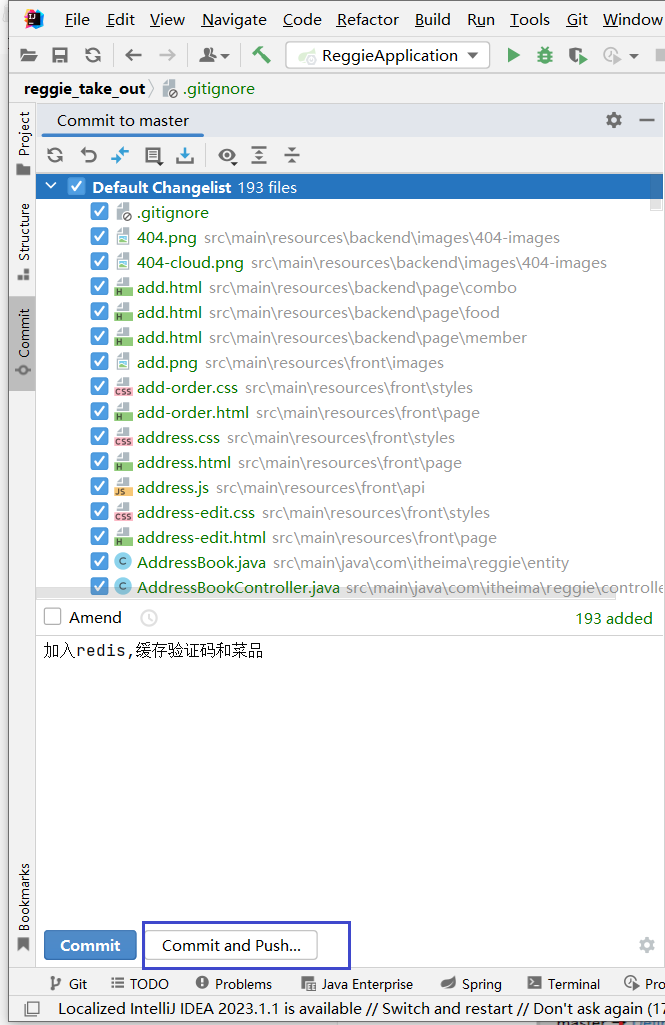 File Edit View Navigate Code Refactor Build Run Tools Git Window
ReggieApplication
reggie_take_out .gitignore
Project
Structure
Commit
Bookmarks
Commit to master
Default Changelist 193 files
.gitignore
404.png src\main\resources\backend\images\404-images
404-cloud.png src\main\resources\backend\images\404-images
add.html src\main\resources\backend\page\combo
add.html src\main\resources\backend\page\food
add.html src\main\resources\backend\page\member
add.png src\main\resources\front\images
add-order.css src\main\resources\front\styles
add-order.html src\main\resources\front\page
address.css src\main\resources\front\styles
address.html src\main\resources\front\page
address.js src\main\resources\front\api
address-edit.css src\main\resources\front\styles
address-edit.html src\main\resources\front\page
AddressBook.java src\main\java\com\itheima\reggie\entity
AddressBookController.java src\main\java\com\itheima\reggie\controlle
Amend 193 added
加入redis,缓存验证码和菜品
Commit Commit and Push...
Git TODO Problems Java Enterprise Spring Terminal Pro
Localized IntelliJ IDEA 2023.1.1 is available // Switch and restart // Don't ask again (17